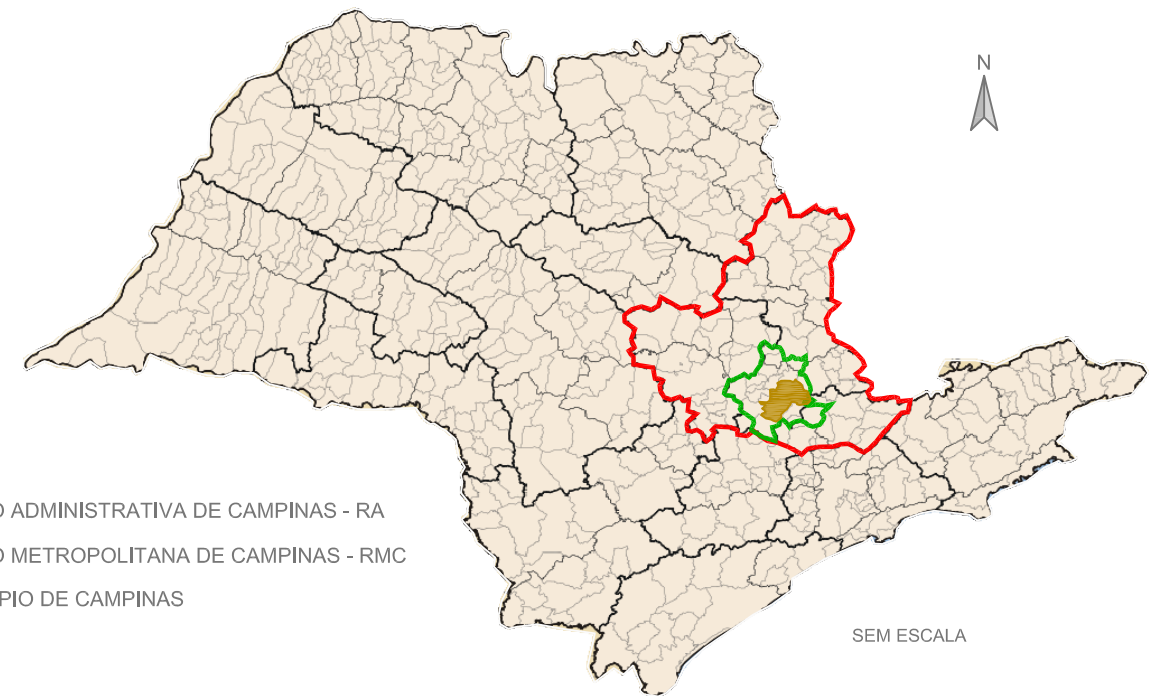 N
O ADMINISTRATIVA DE CAMPINAS - RA
O METROPOLITANA DE CAMPINAS - RMC
PIO DE CAMPINAS
SEM ESCALA